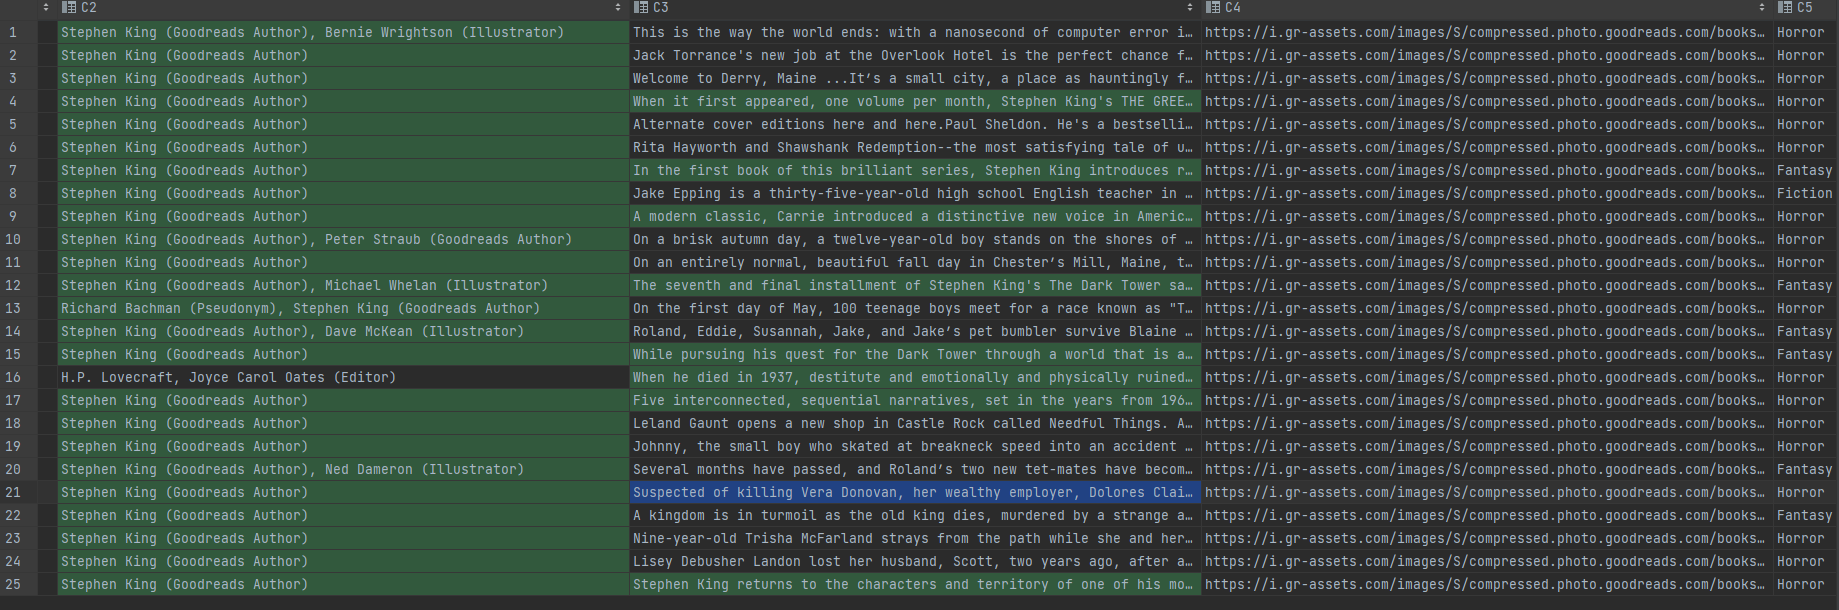 C2 C3 C4 C5
1 Stephen King (Goodreads Author), Bernie Wrightson (Illustrator) This is the way the world ends: with a nanosecond of computer error i… https://i.gr-assets.com/images/S/compressed.photo.goodreads.com/books… Horror
2 Stephen King (Goodreads Author) Jack Torrance's new job at the Overlook Hotel is the perfect chance f… https://i.gr-assets.com/images/S/compressed.photo.goodreads.com/books… Horror
3 Stephen King (Goodreads Author) Welcome to Derry, Maine ...It’s a small city, a place as hauntingly f… https://i.gr-assets.com/images/S/compressed.photo.goodreads.com/books… Horror
4 Stephen King (Goodreads Author) When it first appeared, one volume per month, Stephen King's THE GREE… https://i.gr-assets.com/images/S/compressed.photo.goodreads.com/books… Horror
5 Stephen King (Goodreads Author) Alternate cover editions here and here.Paul Sheldon. He's a bestselli… https://i.gr-assets.com/images/S/compressed.photo.goodreads.com/books… Horror
6 Stephen King (Goodreads Author) Rita Hayworth and Shawshank Redemption--the most satisfying tale of u… https://i.gr-assets.com/images/S/compressed.photo.goodreads.com/books… Horror
7 Stephen King (Goodreads Author) In the first book of this brilliant series, Stephen King introduces r… https://i.gr-assets.com/images/S/compressed.photo.goodreads.com/books… Fantasy
8 Stephen King (Goodreads Author) Jake Epping is a thirty-five-year-old high school English teacher in … https://i.gr-assets.com/images/S/compressed.photo.goodreads.com/books… Fiction
9 Stephen King (Goodreads Author) A modern classic, Carrie introduced a distinctive new voice in Americ… https://i.gr-assets.com/images/S/compressed.photo.goodreads.com/books… Horror
10 Stephen King (Goodreads Author), Peter Straub (Goodreads Author) On a brisk autumn day, a twelve-year-old boy stands on the shores of … https://i.gr-assets.com/images/S/compressed.photo.goodreads.com/books… Horror
11 Stephen King (Goodreads Author) On an entirely normal, beautiful fall day in Chester’s Mill, Maine, t… https://i.gr-assets.com/images/S/compressed.photo.goodreads.com/books… Horror
12 Stephen King (Goodreads Author), Michael Whelan (Illustrator) The seventh and final installment of Stephen King's The Dark Tower sa… https://i.gr-assets.com/images/S/compressed.photo.goodreads.com/books… Fantasy
13 Richard Bachman (Pseudonym), Stephen King (Goodreads Author) On the first day of May, 100 teenage boys meet for a race known as "T… https://i.gr-assets.com/images/S/compressed.photo.goodreads.com/books… Horror
14 Stephen King (Goodreads Author), Dave McKean (Illustrator) Roland, Eddie, Susannah, Jake, and Jake’s pet bumbler survive Blaine … https://i.gr-assets.com/images/S/compressed.photo.goodreads.com/books… Fantasy
15 Stephen King (Goodreads Author) While pursuing his quest for the Dark Tower through a world that is a… https://i.gr-assets.com/images/S/compressed.photo.goodreads.com/books… Fantasy
16 H.P. Lovecraft, Joyce Carol Oates (Editor) When he died in 1937, destitute and emotionally and physically ruined… https://i.gr-assets.com/images/S/compressed.photo.goodreads.com/books… Horror
17 Stephen King (Goodreads Author) Five interconnected, sequential narratives, set in the years from 196… https://i.gr-assets.com/images/S/compressed.photo.goodreads.com/books… Horror
18 Stephen King (Goodreads Author) Leland Gaunt opens a new shop in Castle Rock called Needful Things. A… https://i.gr-assets.com/images/S/compressed.photo.goodreads.com/books… Horror
19 Stephen King (Goodreads Author) Johnny, the small boy who skated at breakneck speed into an accident … https://i.gr-assets.com/images/S/compressed.photo.goodreads.com/books… Horror
20 Stephen King (Goodreads Author), Ned Dameron (Illustrator) Several months have passed, and Roland’s two new tet-mates have becom… https://i.gr-assets.com/images/S/compressed.photo.goodreads.com/books… Fantasy
21 Stephen King (Goodreads Author) Suspected of killing Vera Donovan, her wealthy employer, Dolores Clai… https://i.gr-assets.com/images/S/compressed.photo.goodreads.com/books… Horror
22 Stephen King (Goodreads Author) A kingdom is in turmoil as the old king dies, murdered by a strange a… https://i.gr-assets.com/images/S/compressed.photo.goodreads.com/books… Fantasy
23 Stephen King (Goodreads Author) Nine-year-old Trisha McFarland strays from the path while she and her… https://i.gr-assets.com/images/S/compressed.photo.goodreads.com/books… Horror
24 Stephen King (Goodreads Author) Lisey Debusher Landon lost her husband, Scott, two years ago, after a… https://i.gr-assets.com/images/S/compressed.photo.goodreads.com/books… Horror
25 Stephen King (Goodreads Author) Stephen King returns to the characters and territory of one of his mo… https://i.gr-assets.com/images/S/compressed.photo.goodreads.com/books… Horror